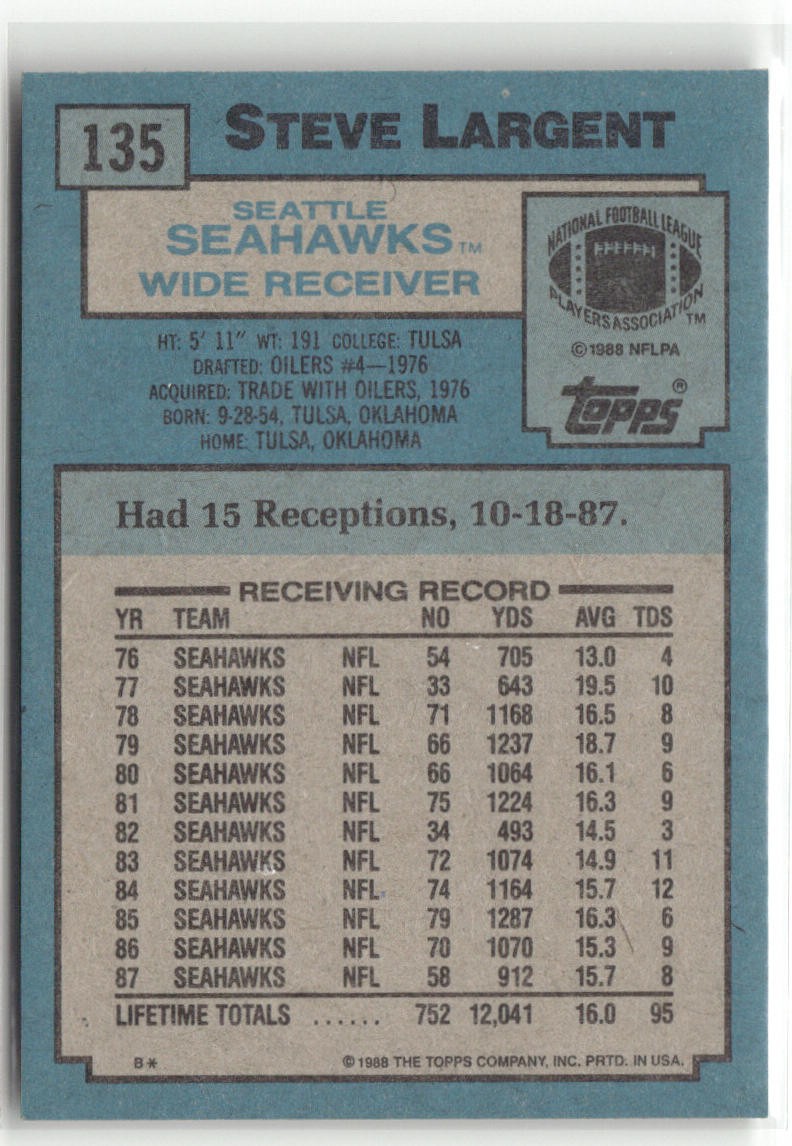 135
STEVE LARGENT
SEATTLE
SEAHAWKS™
WIDE RECEIVER
NATIONAL FOOTBALL LEAGUE
PLAYERS ASSOCIATION™
©1988 NFLPA
topps®
HT: 5' 11" WT: 191 COLLEGE: TULSA
DRAFTED: OILERS #4—1976
ACQUIRED: TRADE WITH OILERS, 1976
BORN: 9-28-54, TULSA, OKLAHOMA
HOME: TULSA, OKLAHOMA
Had 15 Receptions, 10-18-87.
RECEIVING RECORD
YR TEAM NO YDS AVG TDS
76 SEAHAWKS NFL 54 705 13.0 4
77 SEAHAWKS NFL 33 643 19.5 10
78 SEAHAWKS NFL 71 1168 16.5 8
79 SEAHAWKS NFL 66 1237 18.7 9
80 SEAHAWKS NFL 66 1064 16.1 6
81 SEAHAWKS NFL 75 1224 16.3 9
82 SEAHAWKS NFL 34 493 14.5 3
83 SEAHAWKS NFL 72 1074 14.9 11
84 SEAHAWKS NFL 74 1164 15.7 12
85 SEAHAWKS NFL 79 1287 16.3 6
86 SEAHAWKS NFL 70 1070 15.3 9
87 SEAHAWKS NFL 58 912 15.7 8
LIFETIME TOTALS ...... 752 12,041 16.0 95
B* ©1988 THE TOPPS COMPANY, INC. PRTD. IN USA.